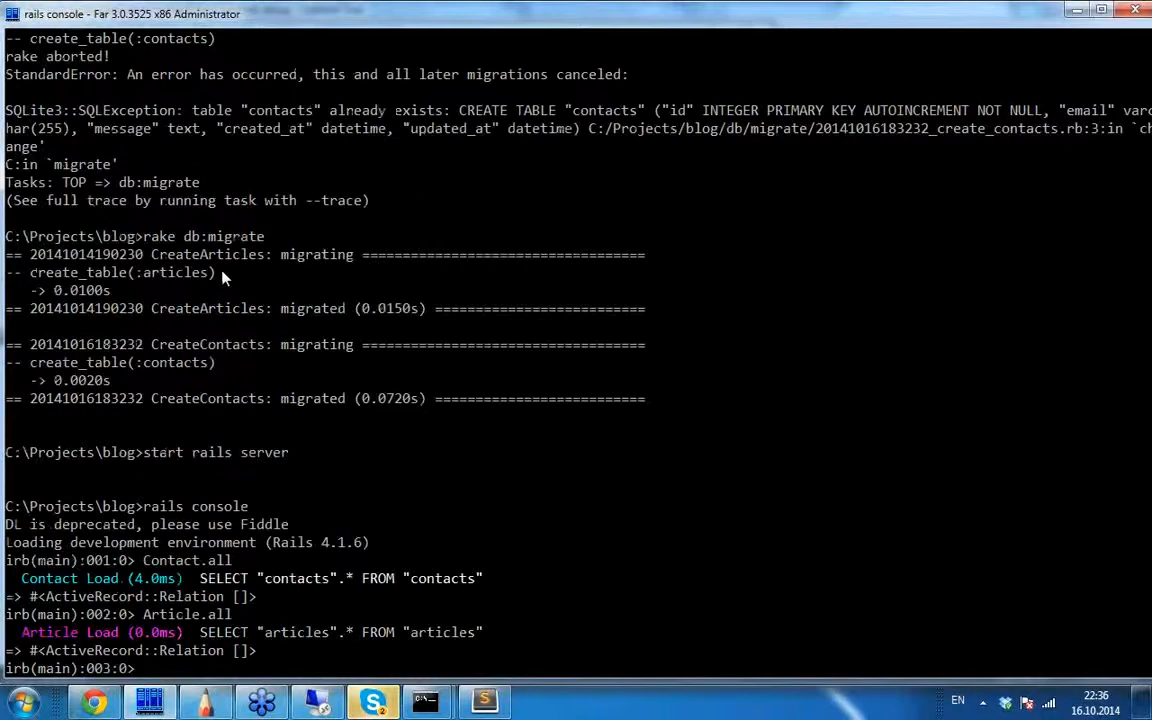 rails console - Far 3.0.3525 x86 Administrator
-- create_table(:contacts)
rake aborted!
StandardError: An error has occurred, this and all later migrations canceled:
SQLite3::SQLException: table "contacts" already exists: CREATE TABLE "contacts" ("id" INTEGER PRIMARY KEY AUTOINCREMENT NOT NULL, "email" varc
har(255), "message" text, "created_at" datetime, "updated_at" datetime) C:/Projects/blog/db/migrate/20141016183232_create_contacts.rb:3:in `ch
ange'
C:in `migrate'
Tasks: TOP => db:migrate
(See full trace by running task with --trace)
C:\Projects\blog>rake db:migrate
== 20141014190230 CreateArticles: migrating ===================================
-- create_table(:articles)
-> 0.0100s
== 20141014190230 CreateArticles: migrated (0.0150s) ==========================
== 20141016183232 CreateContacts: migrating ===================================
-- create_table(:contacts)
-> 0.0020s
== 20141016183232 CreateContacts: migrated (0.0720s) ==========================
C:\Projects\blog>start rails server
C:\Projects\blog>rails console
DL is deprecated, please use Fiddle
Loading development environment (Rails 4.1.6)
irb(main):001:0> Contact.all
Contact Load (4.0ms)  SELECT "contacts".* FROM "contacts"
=> #<ActiveRecord::Relation []>
irb(main):002:0> Article.all
Article Load (0.0ms)  SELECT "articles".* FROM "articles"
=> #<ActiveRecord::Relation []>
irb(main):003:0>
EN
22:36
16.10.2014